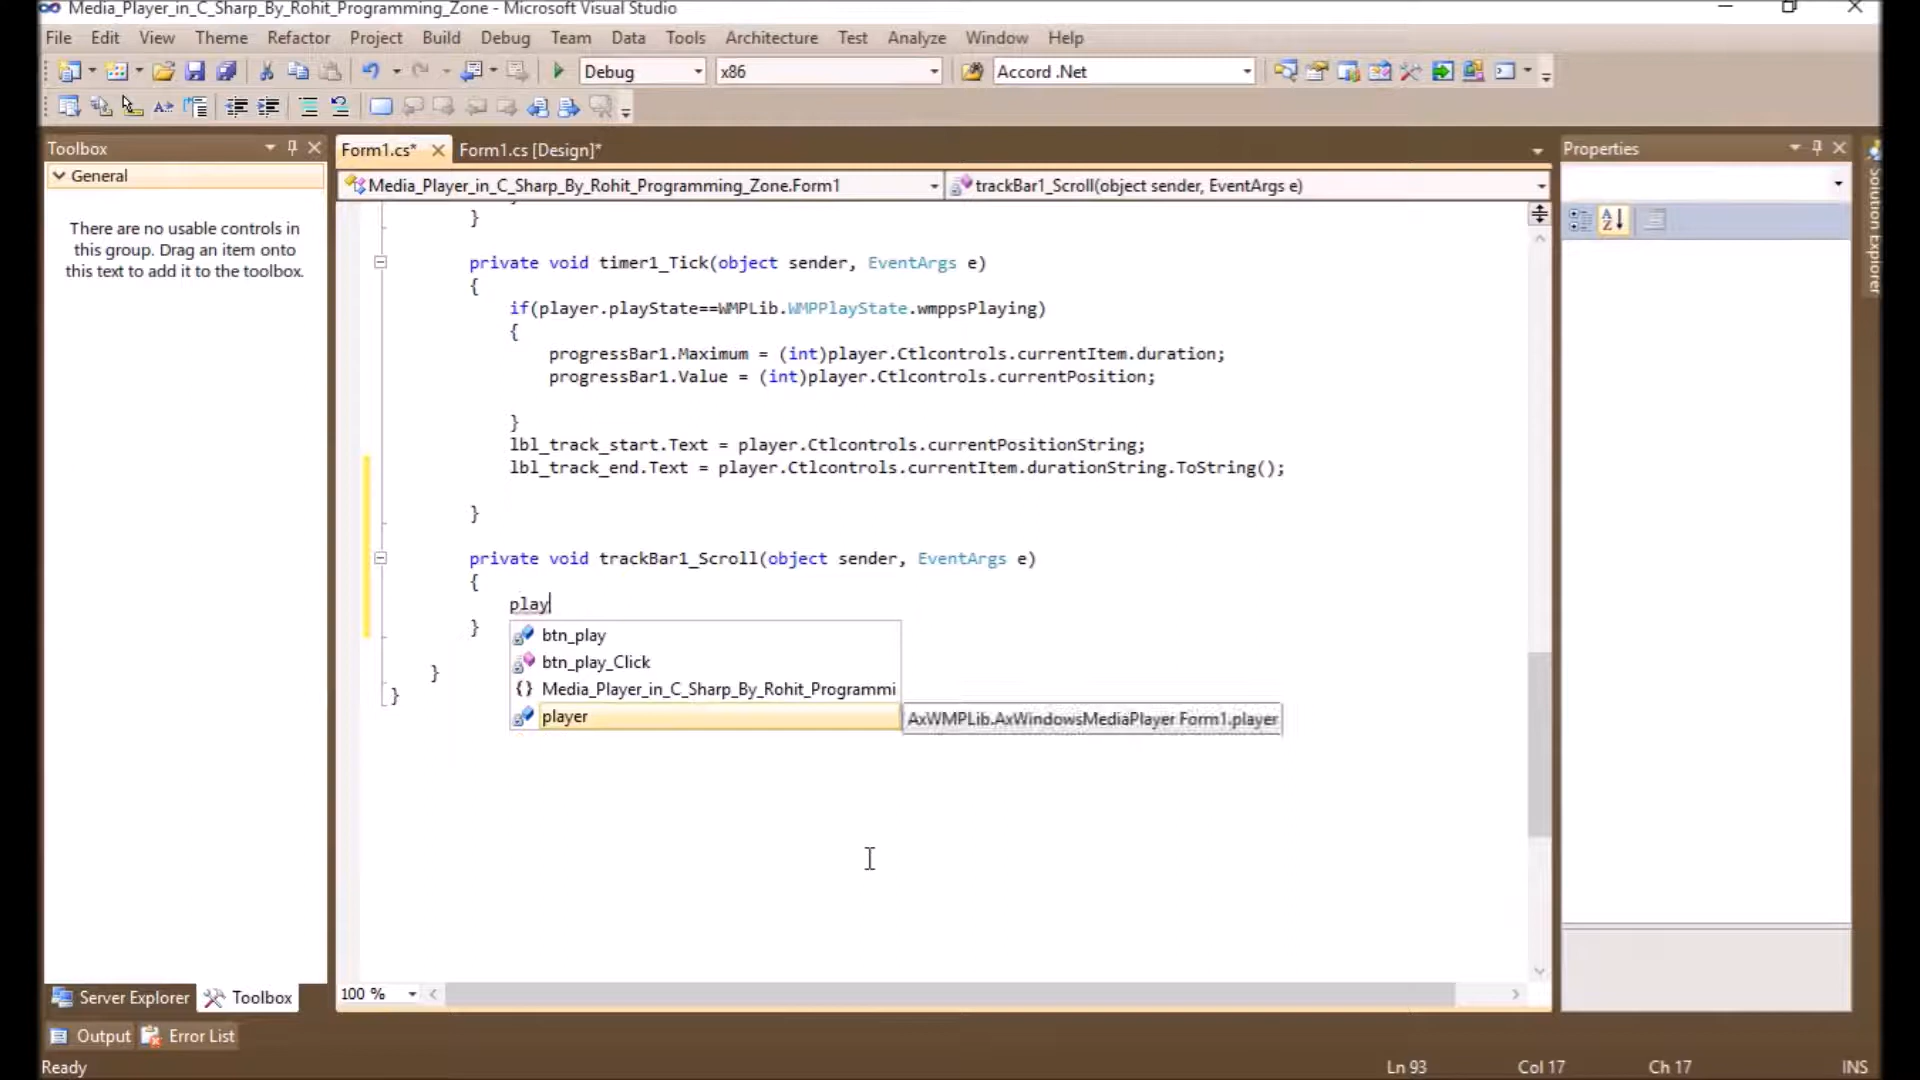 Media_Player_in_C_Sharp_By_Rohit_Programming_Zone - Microsoft Visual Studio
File Edit View Theme Refactor Project Build Debug Team Data Tools Architecture Test Analyze Window Help
Debug x86 Accord .Net
Toolbox
General
There are no usable controls in
this group. Drag an item onto
this text to add it to the toolbox.
Server Explorer Toolbox
Form1.cs* Form1.cs [Design]*
Media_Player_in_C_Sharp_By_Rohit_Programming_Zone.Form1 trackBar1_Scroll(object sender, EventArgs e)
}
private void timer1_Tick(object sender, EventArgs e)
{
if(player.playState==WMPLib.WMPPlayState.wmppsPlaying)
{
progressBar1.Maximum = (int)player.Ctlcontrols.currentItem.duration;
progressBar1.Value = (int)player.Ctlcontrols.currentPosition;
}
lbl_track_start.Text = player.Ctlcontrols.currentPositionString;
lbl_track_end.Text = player.Ctlcontrols.currentItem.durationString.ToString();
}
private void trackBar1_Scroll(object sender, EventArgs e)
{
play
}
btn_play
btn_play_Click
{} Media_Player_in_C_Sharp_By_Rohit_Programmi
player
AxWMPLib.AxWindowsMediaPlayer Form1.player
}
}
100 %
Properties
Solution Explorer
Output Error List
Ready Ln 93 Col 17 Ch 17 INS